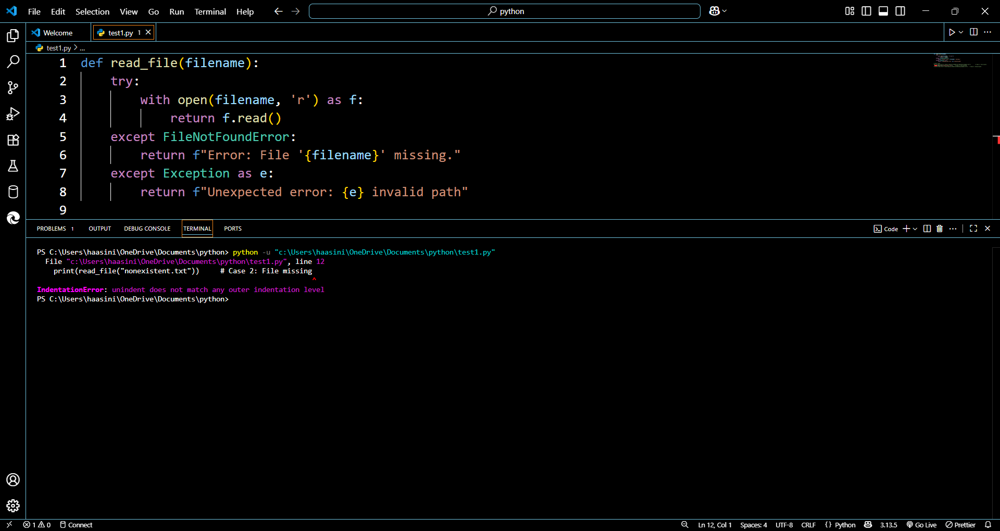 File Edit Selection View Go Run Terminal Help python
Welcome test1.py 1
test1.py > ...
1 def read_file(filename):
2     try:
3         with open(filename, 'r') as f:
4             return f.read()
5     except FileNotFoundError:
6         return f"Error: File '{filename}' missing."
7     except Exception as e:
8         return f"Unexpected error: {e} invalid path"
9
PROBLEMS 1 OUTPUT DEBUG CONSOLE TERMINAL PORTS Code
PS C:\Users\haasini\OneDrive\Documents\python> python -u "c:\Users\haasini\OneDrive\Documents\python\test1.py"
  File "c:\Users\haasini\OneDrive\Documents\python\test1.py", line 12
    print(read_file("nonexistent.txt"))     # Case 2: File missing
                                                                  ^
IndentationError: unindent does not match any outer indentation level
PS C:\Users\haasini\OneDrive\Documents\python>
1 0 Connect Ln 12, Col 1 Spaces: 4 UTF-8 CRLF {} Python 3.13.5 Go Live Prettier